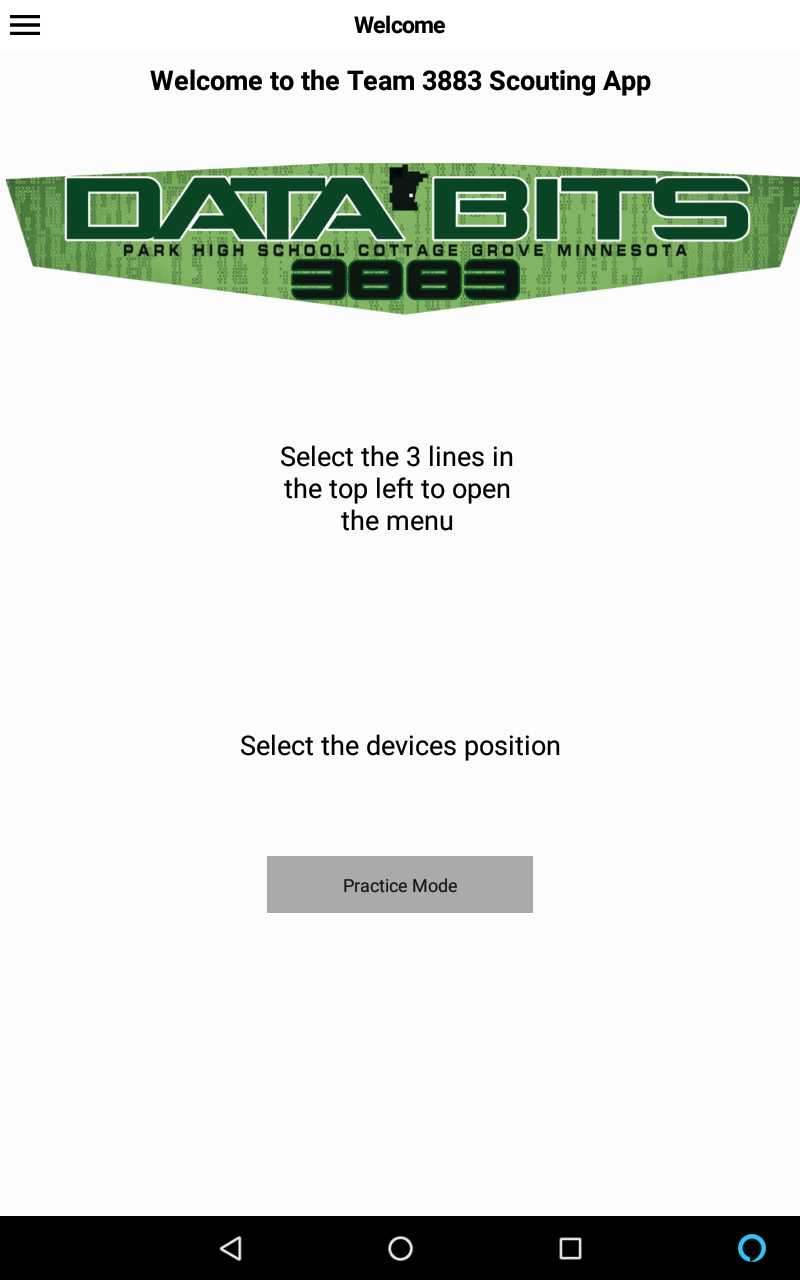 Welcome
Welcome to the Team 3883 Scouting App
DATA BITS
PARK HIGH SCHOOL COTTAGE GROVE MINNESOTA
3883
Select the 3 lines in
the top left to open
the menu
Select the devices position
Practice Mode